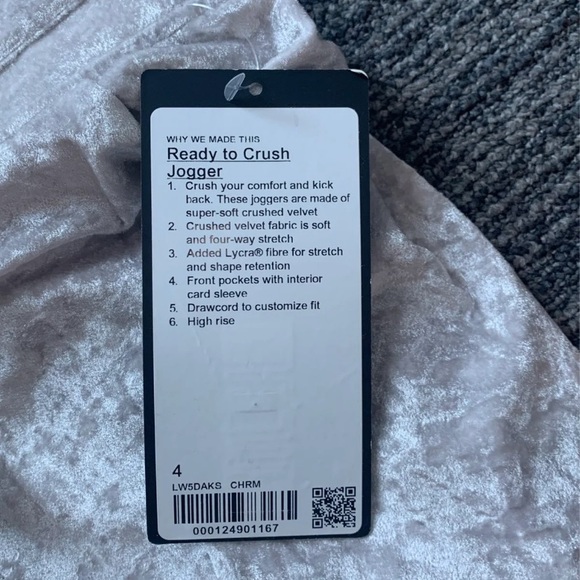 WHY WE MADE THIS
Ready to Crush
Jogger
1. Crush your comfort and kick
back. These joggers are made of
super-soft crushed velvet
2. Crushed velvet fabric is soft
and four-way stretch
3. Added Lycra® fibre for stretch
and shape retention
4. Front pockets with interior
card sleeve
5. Drawcord to customize fit
6. High rise
4
LW5DAKS CHRM
000124901167